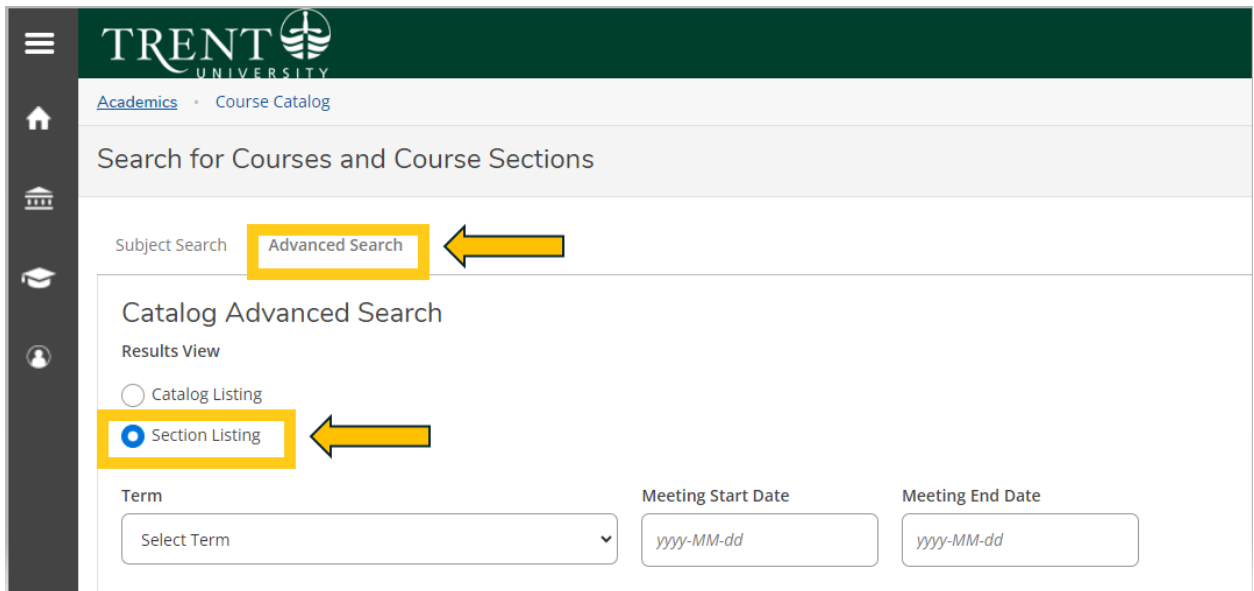 TRENT
UNIVERSITY
Academics • Course Catalog
Search for Courses and Course Sections
Subject Search Advanced Search
Catalog Advanced Search
Results View
Catalog Listing
Section Listing
Term Meeting Start Date Meeting End Date
Select Term yyyy-MM-dd yyyy-MM-dd